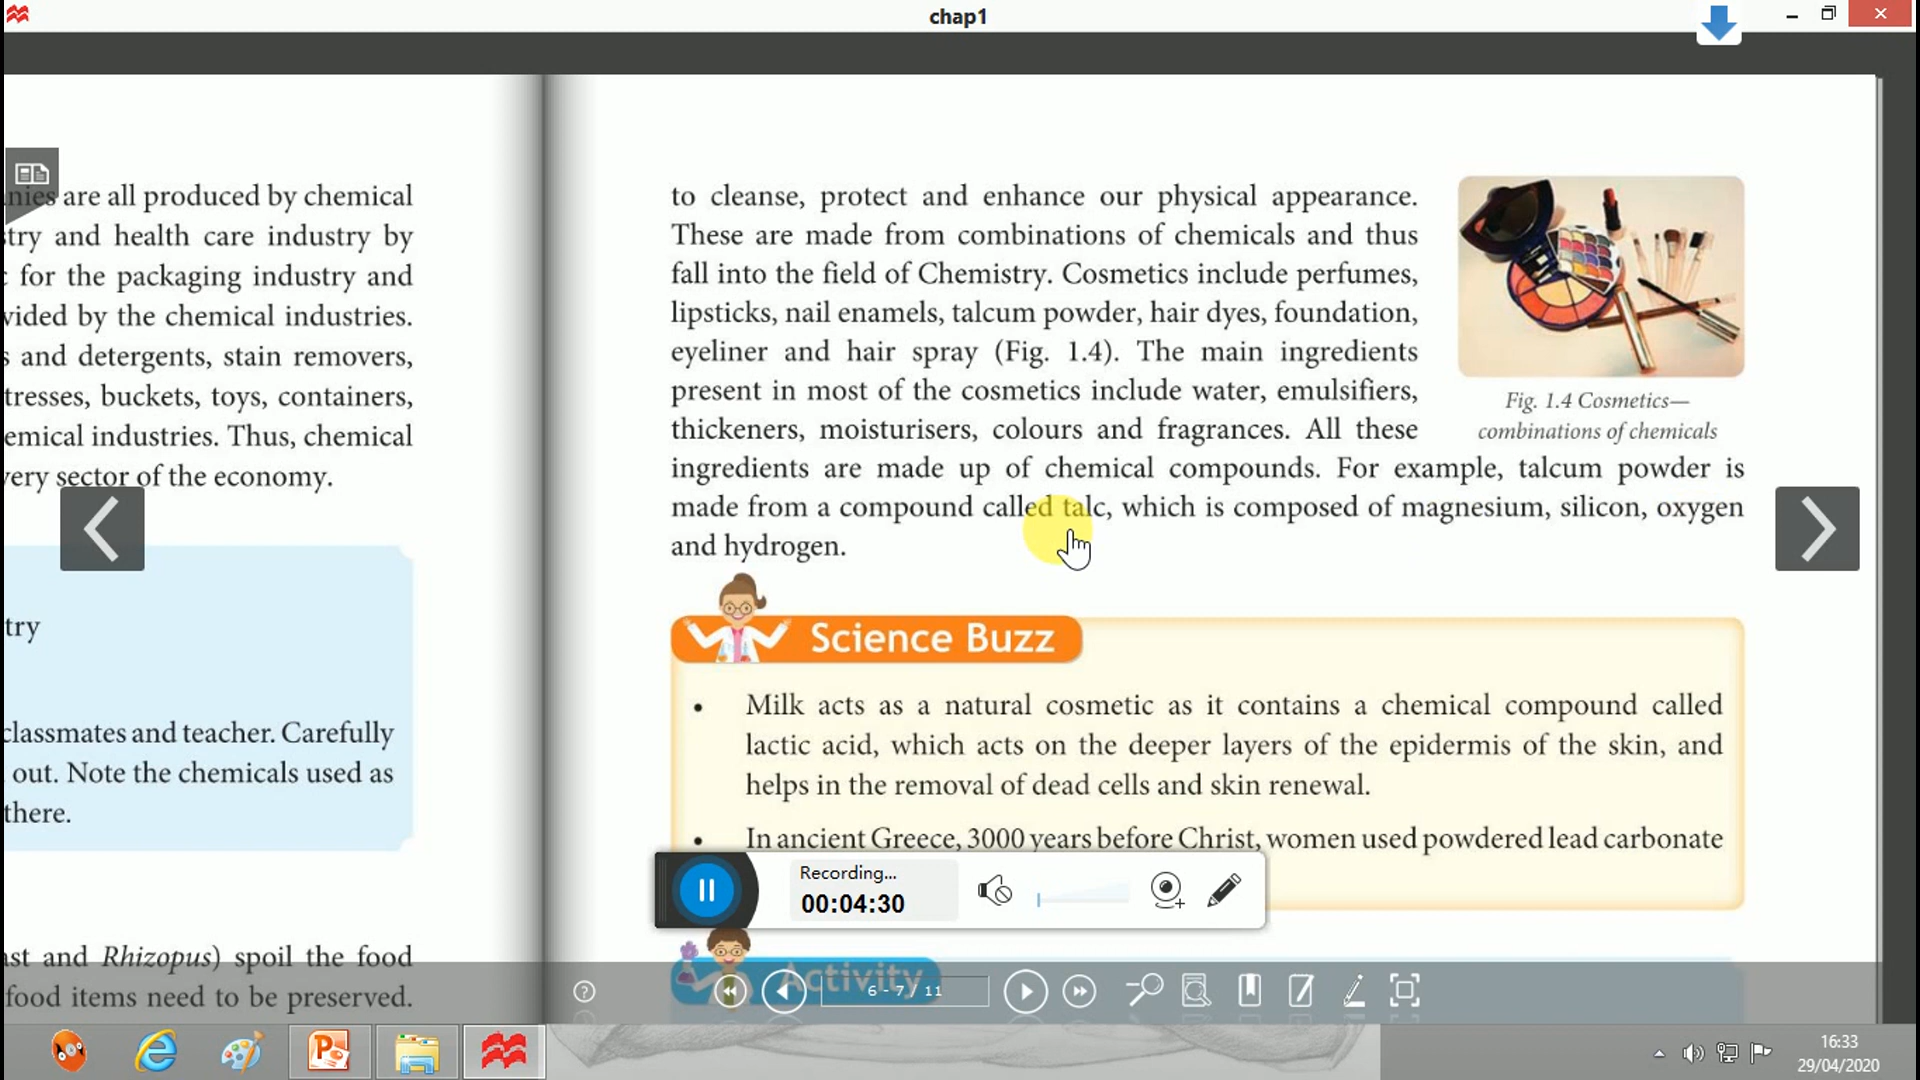 chap1
are all produced by chemical
try and health care industry by
for the packaging industry and
vided by the chemical industries.
s and detergents, stain removers,
tresses, buckets, toys, containers,
emical industries. Thus, chemical
very sector of the economy.
try
classmates and teacher. Carefully
out. Note the chemicals used as
there.
ast and Rhizopus) spoil the food
food items need to be preserved.
to cleanse, protect and enhance our physical appearance.
These are made from combinations of chemicals and thus
fall into the field of Chemistry. Cosmetics include perfumes,
lipsticks, nail enamels, talcum powder, hair dyes, foundation,
eyeliner and hair spray (Fig. 1.4). The main ingredients
present in most of the cosmetics include water, emulsifiers,
thickeners, moisturisers, colours and fragrances. All these
ingredients are made up of chemical compounds. For example, talcum powder is
made from a compound called talc, which is composed of magnesium, silicon, oxygen
and hydrogen.
Fig. 1.4 Cosmetics—
combinations of chemicals
Science Buzz
• Milk acts as a natural cosmetic as it contains a chemical compound called
lactic acid, which acts on the deeper layers of the epidermis of the skin, and
helps in the removal of dead cells and skin renewal.
• In ancient Greece, 3000 years before Christ, women used powdered lead carbonate
Recording...
00:04:30
Activity
6 - 7 / 11
16:33
29/04/2020